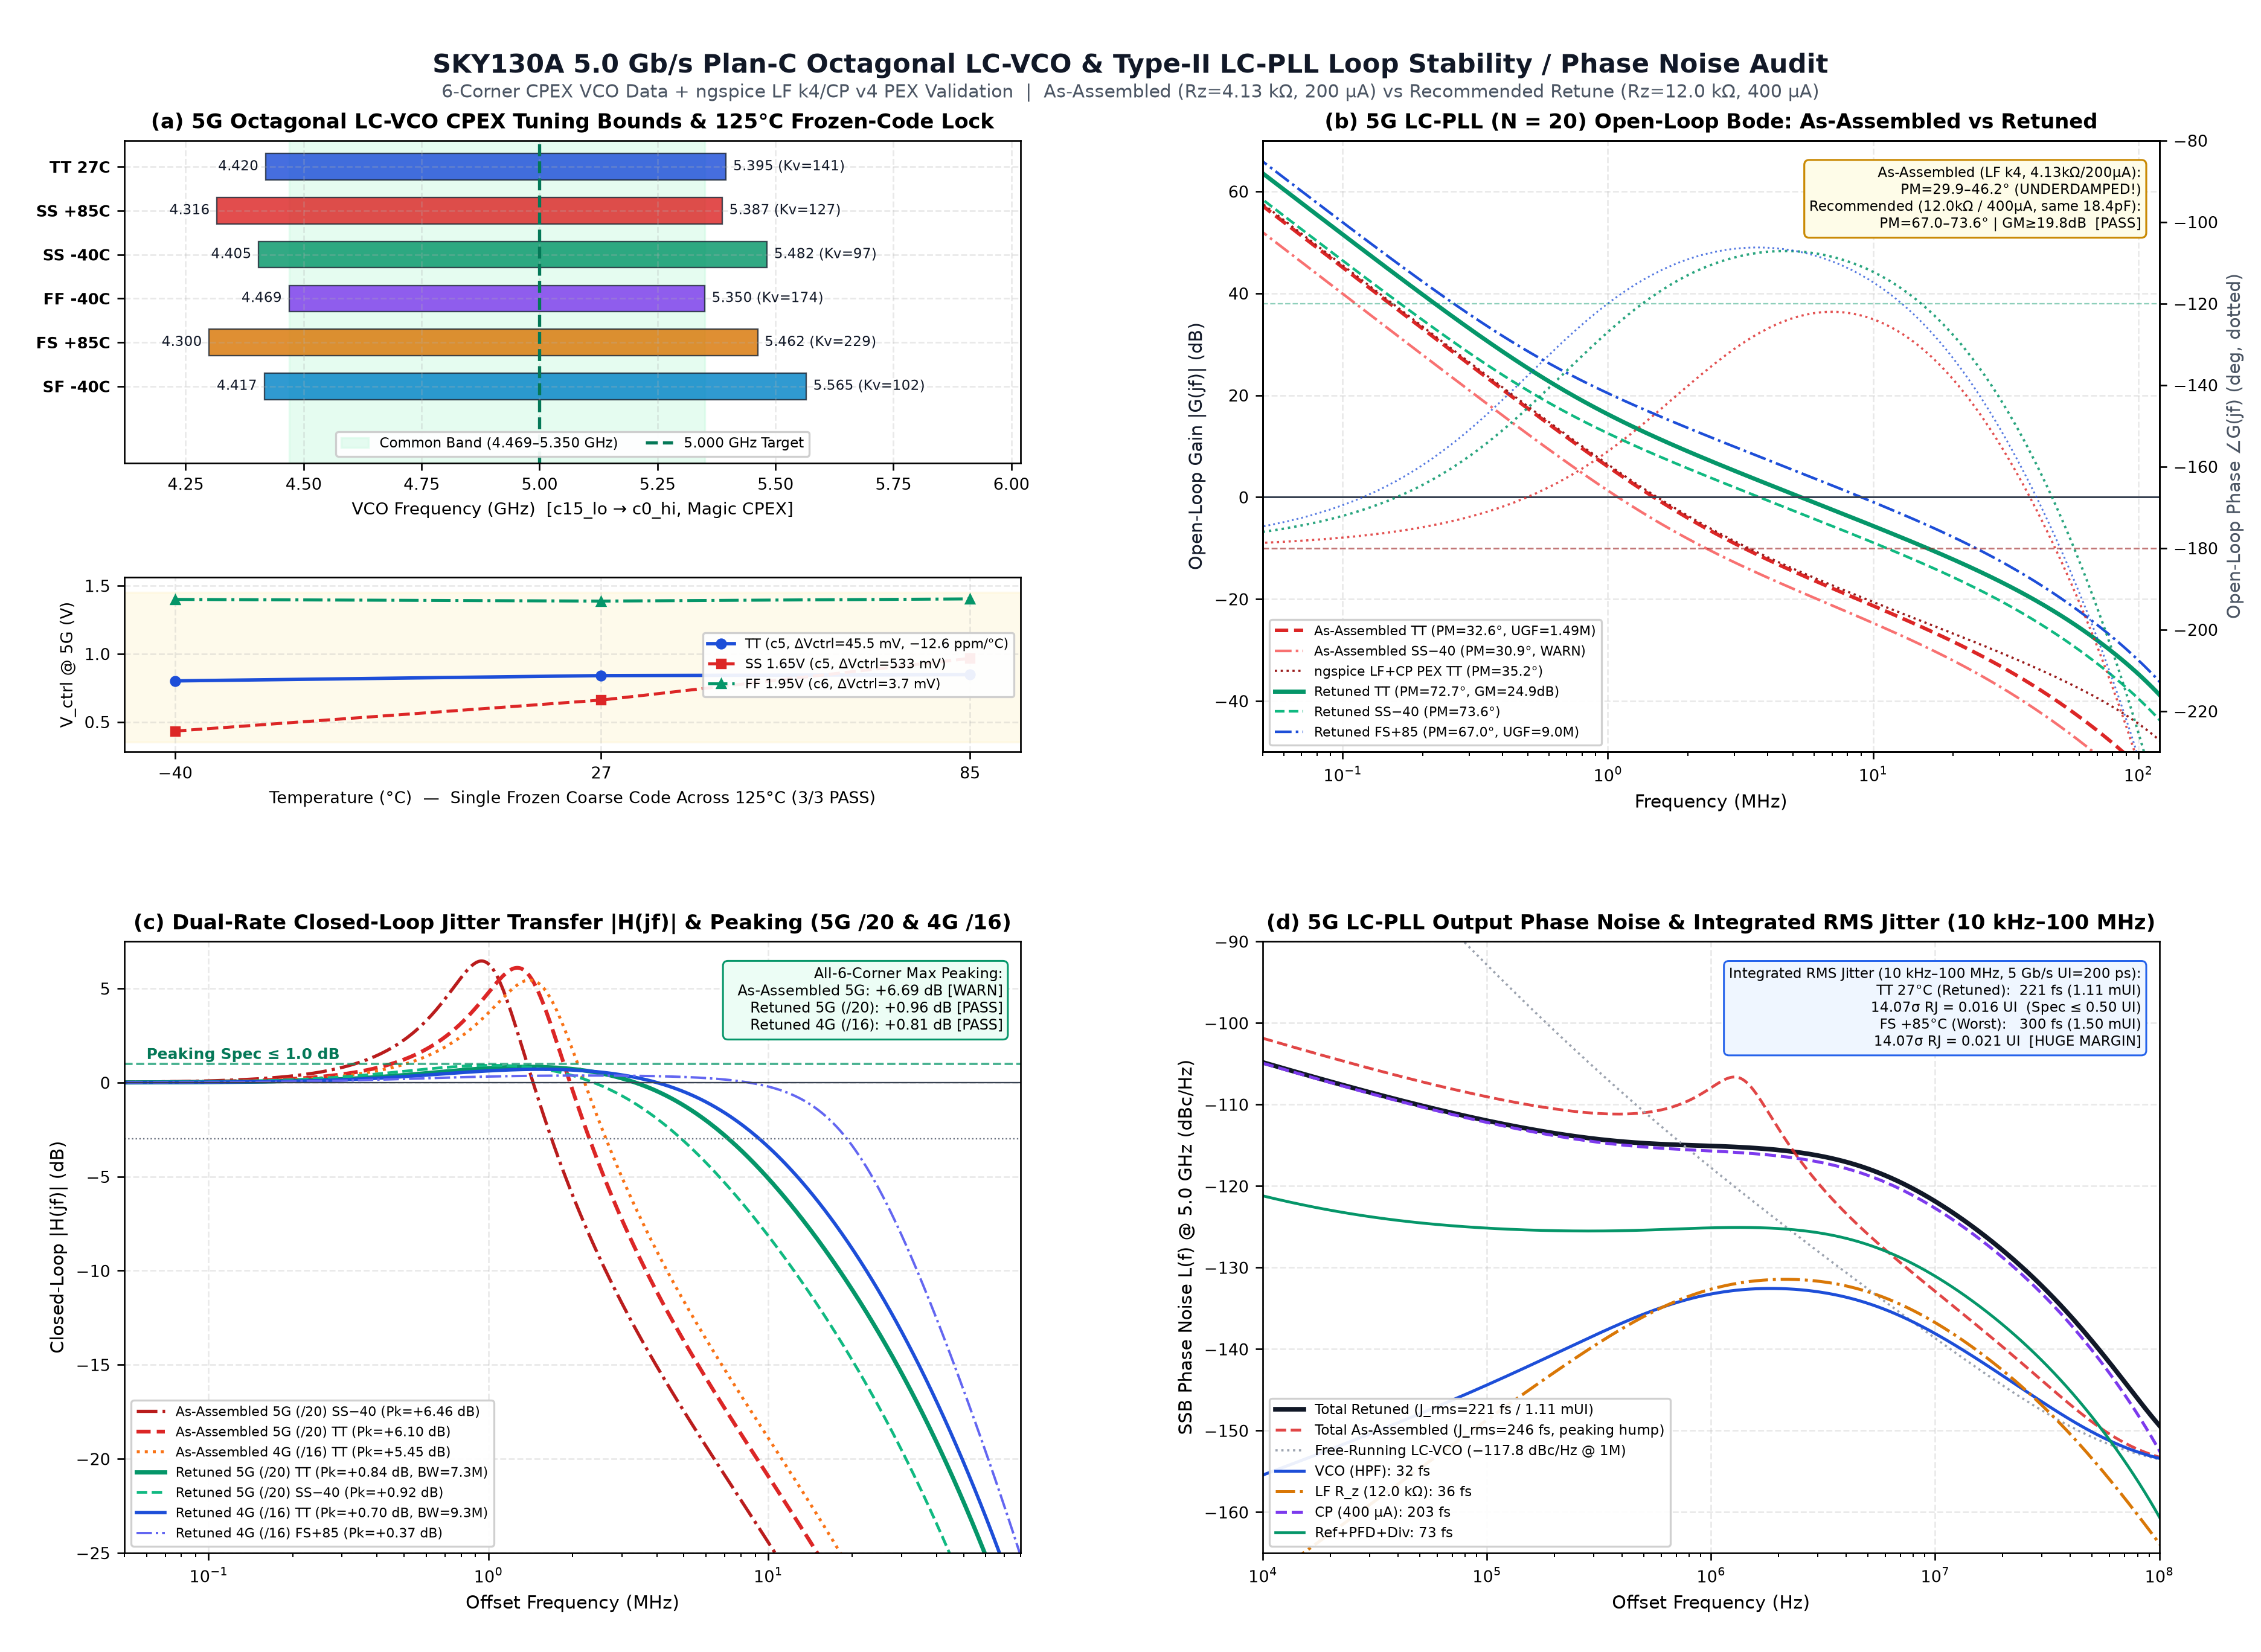 SKY130A 5.0 Gb/s Plan-C Octagonal LC-VCO & Type-II LC-PLL Loop Stability / Phase Noise Audit
6-Corner CPEX VCO Data + ngspice LF k4/CP v4 PEX Validation | As-Assembled (Rz=4.13 kΩ, 200 μA) vs Recommended Retune (Rz=12.0 kΩ, 400 μA)
(a) 5G Octagonal LC-VCO CPEX Tuning Bounds & 125°C Frozen-Code Lock
TT 27C
4.420
5.395 (Kv=141)
SS +85C
4.316
5.387 (Kv=127)
SS -40C
4.405
5.482 (Kv=97)
FF -40C
4.469
5.350 (Kv=174)
FS +85C
4.300
5.462 (Kv=229)
SF -40C
4.417
5.565 (Kv=102)
Common Band (4.469–5.350 GHz)
5.000 GHz Target
4.25
4.50
4.75
5.00
5.25
5.50
5.75
6.00
VCO Frequency (GHz) [c15_lo → c0_hi, Magic CPEX]
V_ctrl @ 5G (V)
1.5
1.0
0.5
TT (c5, ΔVctrl=45.5 mV, −12.6 ppm/°C)
SS 1.65V (c5, ΔVctrl=533 mV)
FF 1.95V (c6, ΔVctrl=3.7 mV)
−40
27
85
Temperature (°C) — Single Frozen Coarse Code Across 125°C (3/3 PASS)
(b) 5G LC-PLL (N = 20) Open-Loop Bode: As-Assembled vs Retuned
Open-Loop Gain |G(jf)| (dB)
60
40
20
0
−20
−40
As-Assembled (LF k4, 4.13kΩ/200μA):
PM=29.9–46.2° (UNDERDAMPED!)
Recommended (12.0kΩ / 400μA, same 18.4pF):
PM=67.0–73.6° | GM≥19.8dB [PASS]
As-Assembled TT (PM=32.6°, UGF=1.49M)
As-Assembled SS−40 (PM=30.9°, WARN)
ngspice LF+CP PEX TT (PM=35.2°)
Retuned TT (PM=72.7°, GM=24.9dB)
Retuned SS−40 (PM=73.6°)
Retuned FS+85 (PM=67.0°, UGF=9.0M)
−80
−100
−120
−140
−160
−180
−200
−220
Open-Loop Phase ∠G(jf) (deg, dotted)
10⁻¹
10⁰
10¹
10²
Frequency (MHz)
(c) Dual-Rate Closed-Loop Jitter Transfer |H(jf)| & Peaking (5G /20 & 4G /16)
Closed-Loop |H(jf)| (dB)
5
0
−5
−10
−15
−20
−25
All-6-Corner Max Peaking:
As-Assembled 5G: +6.69 dB [WARN]
Retuned 5G (/20): +0.96 dB [PASS]
Retuned 4G (/16): +0.81 dB [PASS]
Peaking Spec ≤ 1.0 dB
As-Assembled 5G (/20) SS−40 (Pk=+6.46 dB)
As-Assembled 5G (/20) TT (Pk=+6.10 dB)
As-Assembled 4G (/16) TT (Pk=+5.45 dB)
Retuned 5G (/20) TT (Pk=+0.84 dB, BW=7.3M)
Retuned 5G (/20) SS−40 (Pk=+0.92 dB)
Retuned 4G (/16) TT (Pk=+0.70 dB, BW=9.3M)
Retuned 4G (/16) FS+85 (Pk=+0.37 dB)
10⁻¹
10⁰
10¹
Offset Frequency (MHz)
(d) 5G LC-PLL Output Phase Noise & Integrated RMS Jitter (10 kHz–100 MHz)
SSB Phase Noise L(f) @ 5.0 GHz (dBc/Hz)
−90
−100
−110
−120
−130
−140
−150
−160
Integrated RMS Jitter (10 kHz–100 MHz, 5 Gb/s UI=200 ps):
TT 27°C (Retuned): 221 fs (1.11 mUI)
14.07σ RJ = 0.016 UI (Spec ≤ 0.50 UI)
FS +85°C (Worst): 300 fs (1.50 mUI)
14.07σ RJ = 0.021 UI [HUGE MARGIN]
Total Retuned (J_rms=221 fs / 1.11 mUI)
Total As-Assembled (J_rms=246 fs, peaking hump)
Free-Running LC-VCO (−117.8 dBc/Hz @ 1M)
VCO (HPF): 32 fs
LF R_z (12.0 kΩ): 36 fs
CP (400 μA): 203 fs
Ref+PFD+Div: 73 fs
10⁴
10⁵
10⁶
10⁷
10⁸
Offset Frequency (Hz)